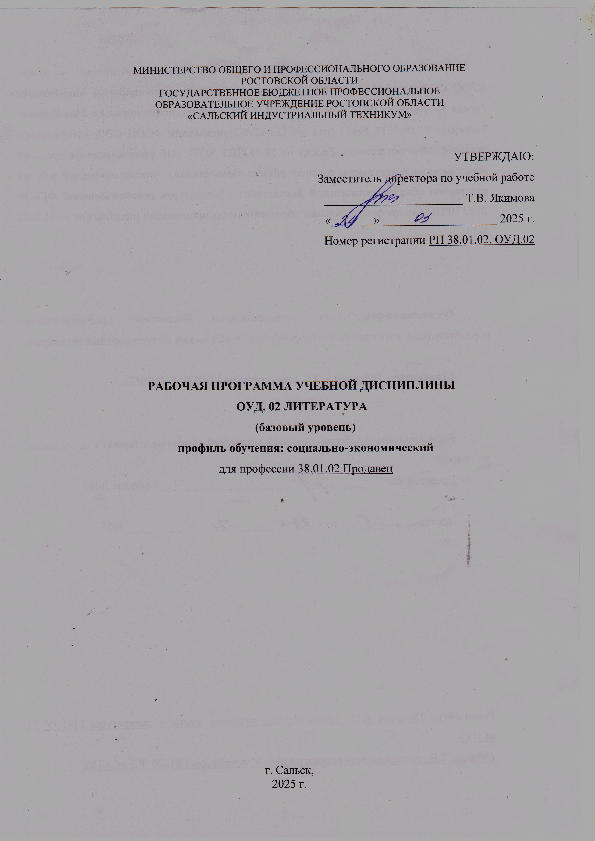 МИНИСТЕРСТВО ОБЩЕГО И ПРОФЕССИОНАЛЬНОГО ОБРАЗОВАНИЕ
РОСТОВСКОЙ ОБЛАСТИ
ГОСУДАРСТВЕННОЕ БЮДЖЕТНОЕ ПРОФЕССИОНАЛЬНОЕ
ОБРАЗОВАТЕЛЬНОЕ УЧРЕЖДЕНИЕ РОСТОВСКОЙ ОБЛАСТИ
«САЛЬСКИЙ ИНДУСТРИАЛЬНЫЙ ТЕХНИКУМ»
УТВЕРЖДАЮ:
Заместитель директора по учебной работе
Т.В. Якимова
« » 03 2025 г.
Номер регистрации РП 38.01.02. ОУД.02
РАБОЧАЯ ПРОГРАММА УЧЕБНОЙ ДИСЦИПЛИНЫ
ОУД. 02 ЛИТЕРАТУРА
(базовый уровень)
профиль обучения: социально-экономический
для профессии 38.01.02 Продавец
г. Сальск,
2025 г.